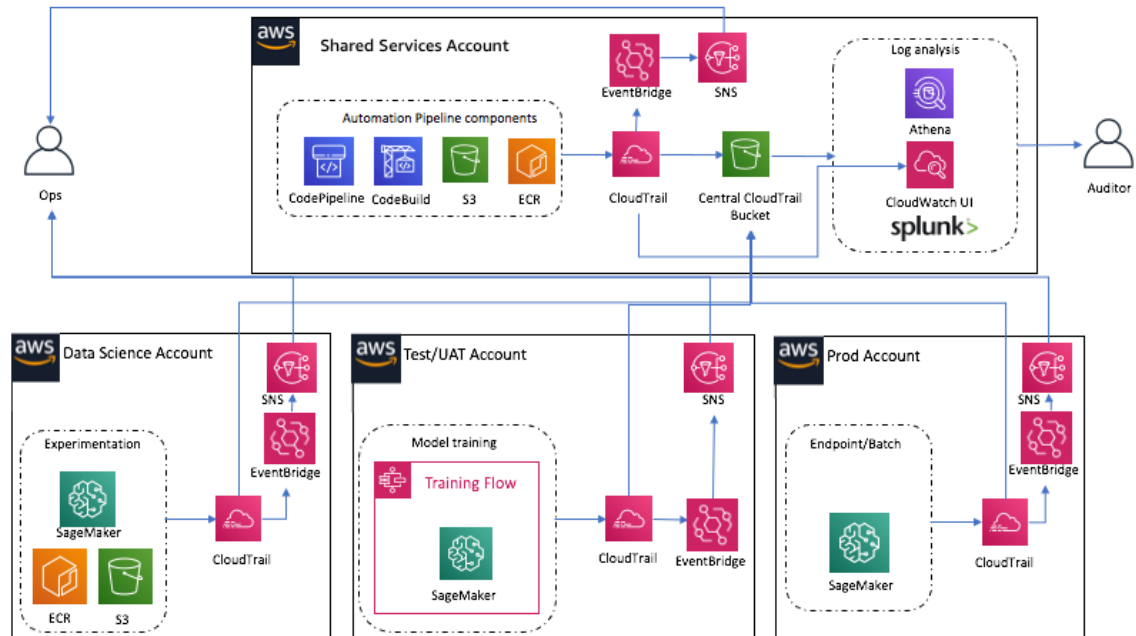 aws
Shared Services Account
Log analysis
EventBridge
SNS
Automation Pipeline components
Athena
CodePipeline
CodeBuild
S3
ECR
CloudTrail
Central CloudTrail
Bucket
CloudWatch UI
splunk>
Ops
Auditor
aws
Data Science Account
SNS
Experimentation
EventBridge
SageMaker
CloudTrail
ECR
S3
aws
Test/UAT Account
SNS
Model training
Training Flow
SageMaker
CloudTrail
EventBridge
aws
Prod Account
SNS
Endpoint/Batch
EventBridge
SageMaker
CloudTrail